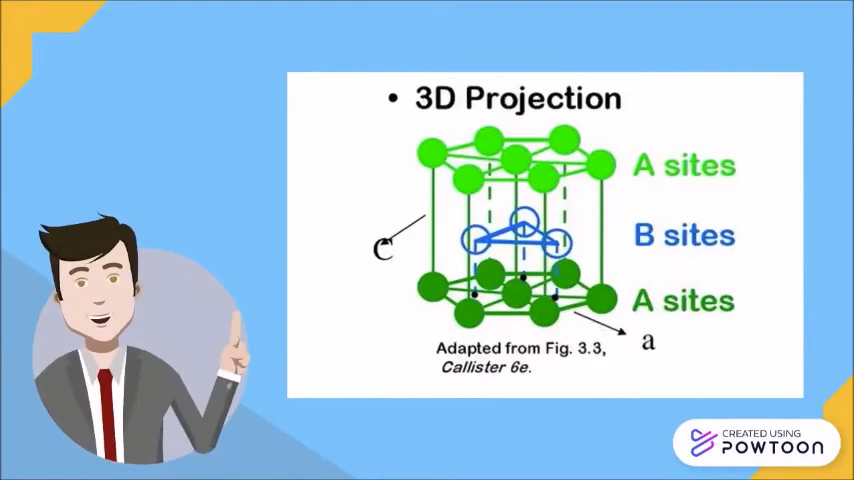 • 3D Projection
A sites
B sites
C
A sites
a
Adapted from Fig. 3.3,
Callister 6e.
CREATED USING
POWTOON